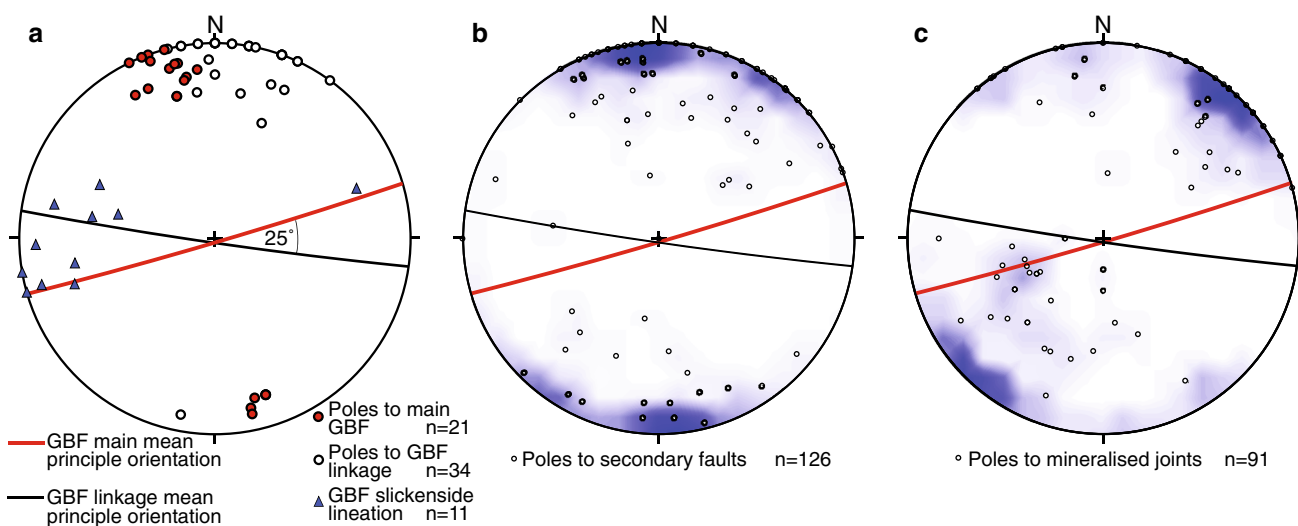 a
N
25°
b
N
c
N
GBF main mean
principle orientation
GBF linkage mean
principle orientation
Poles to main
GBF n=21
Poles to GBF
linkage n=34
GBF slickenside
lineation n=11
Poles to secondary faults n=126
Poles to mineralised joints n=91